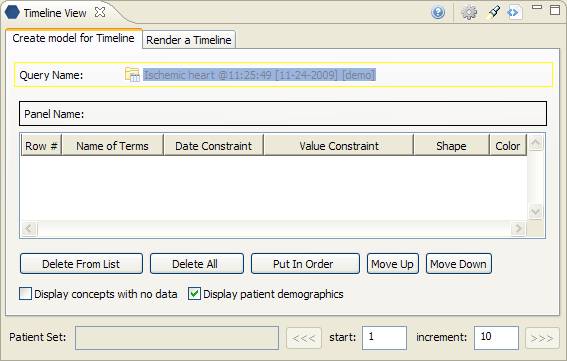 Timeline View
Create model for Timeline Render a Timeline
Query Name: Ischemic heart @11:25:49 [11-24-2009] [demo]
Panel Name:
Row # Name of Terms Date Constraint Value Constraint Shape Color
Delete From List Delete All Put In Order Move Up Move Down
Display concepts with no data Display patient demographics
Patient Set: <<< start: 1 increment: 10 >>>